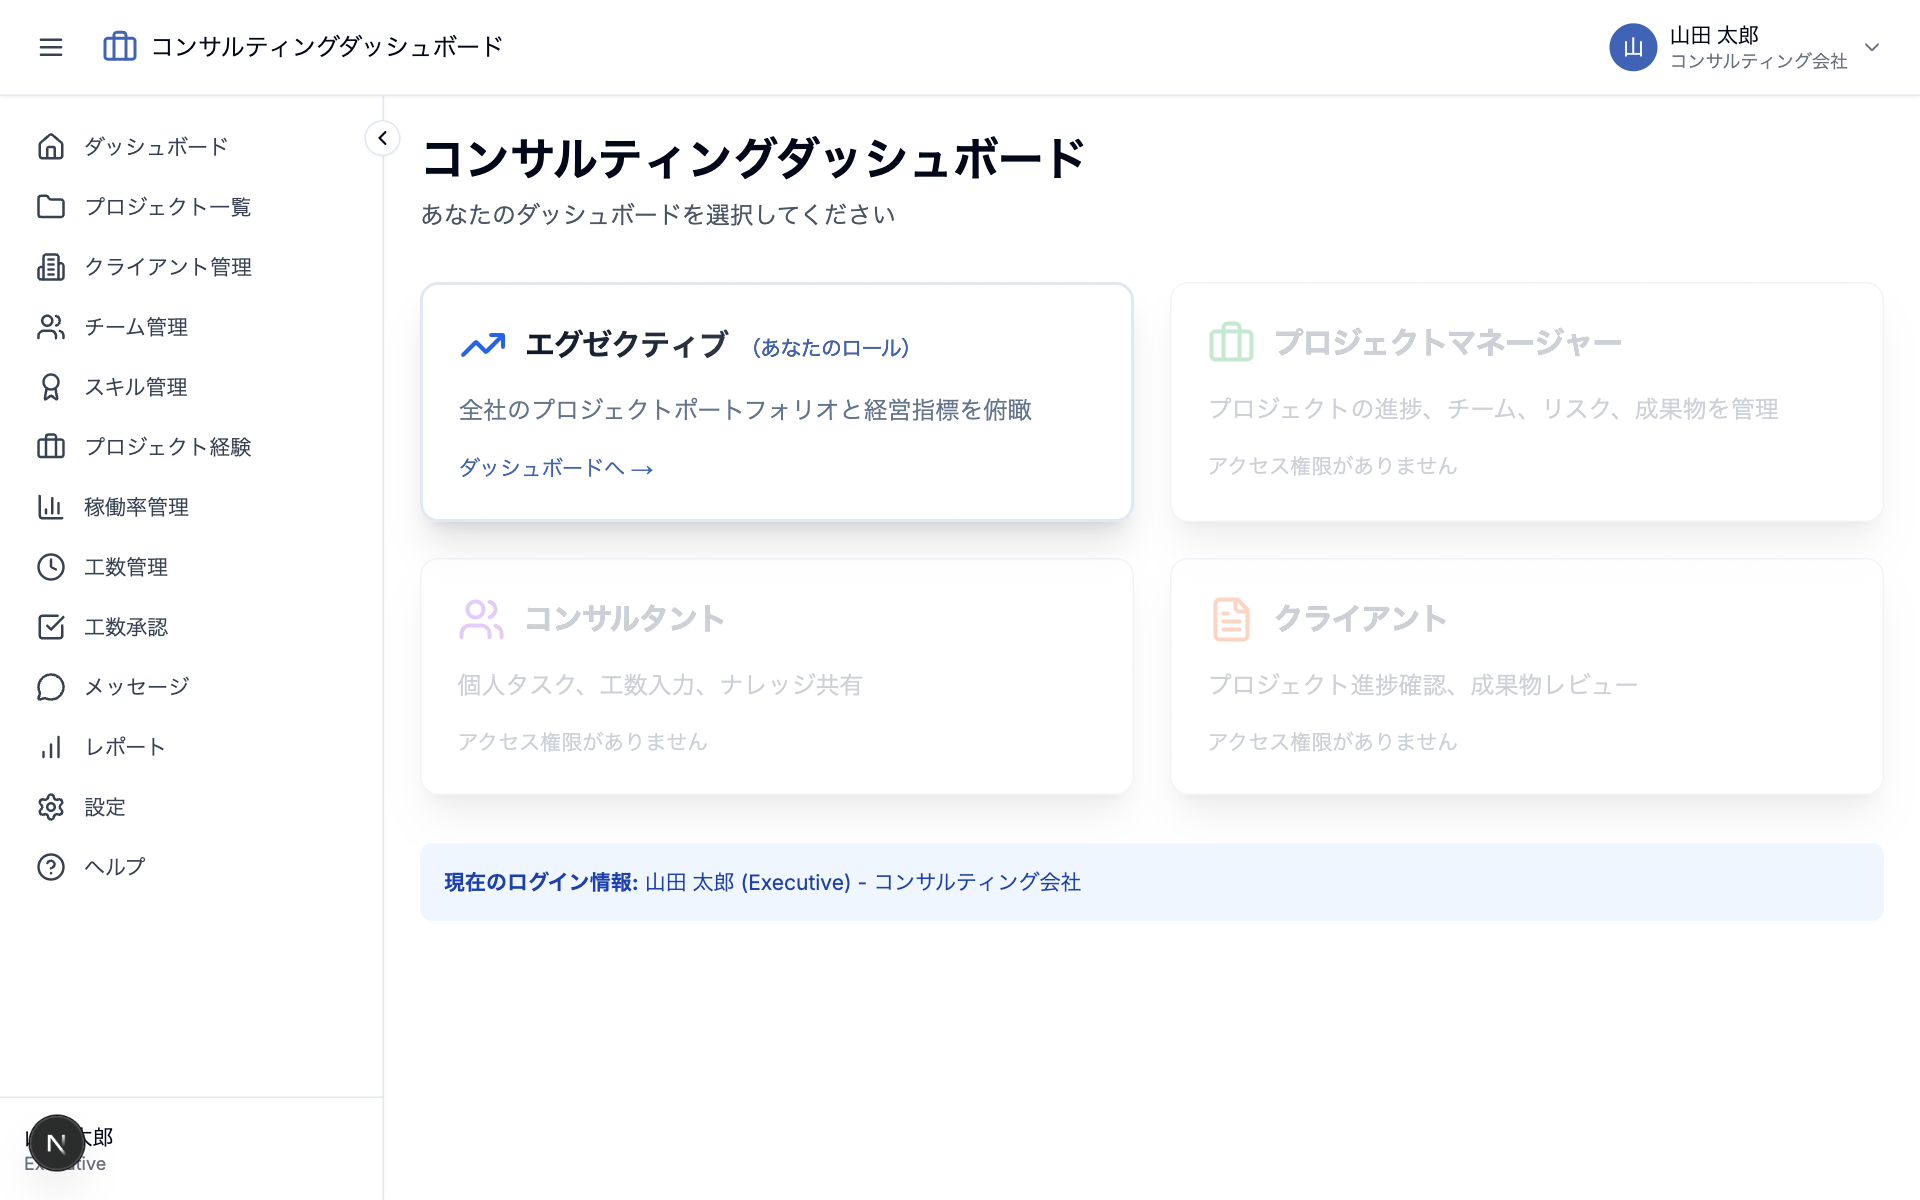 コンサルティングダッシュボード
山
山田 太郎
コンサルティング会社
ダッシュボード
プロジェクト一覧
クライアント管理
チーム管理
スキル管理
プロジェクト経験
稼働率管理
工数管理
工数承認
メッセージ
レポート
設定
ヘルプ
コンサルティングダッシュボード
あなたのダッシュボードを選択してください
エグゼクティブ (あなたのロール)
全社のプロジェクトポートフォリオと経営指標を俯瞰
ダッシュボードへ →
プロジェクトマネージャー
プロジェクトの進捗、チーム、リスク、成果物を管理
アクセス権限がありません
コンサルタント
個人タスク、工数入力、ナレッジ共有
アクセス権限がありません
クライアント
プロジェクト進捗確認、成果物レビュー
アクセス権限がありません
現在のログイン情報: 山田 太郎 (Executive) - コンサルティング会社
N